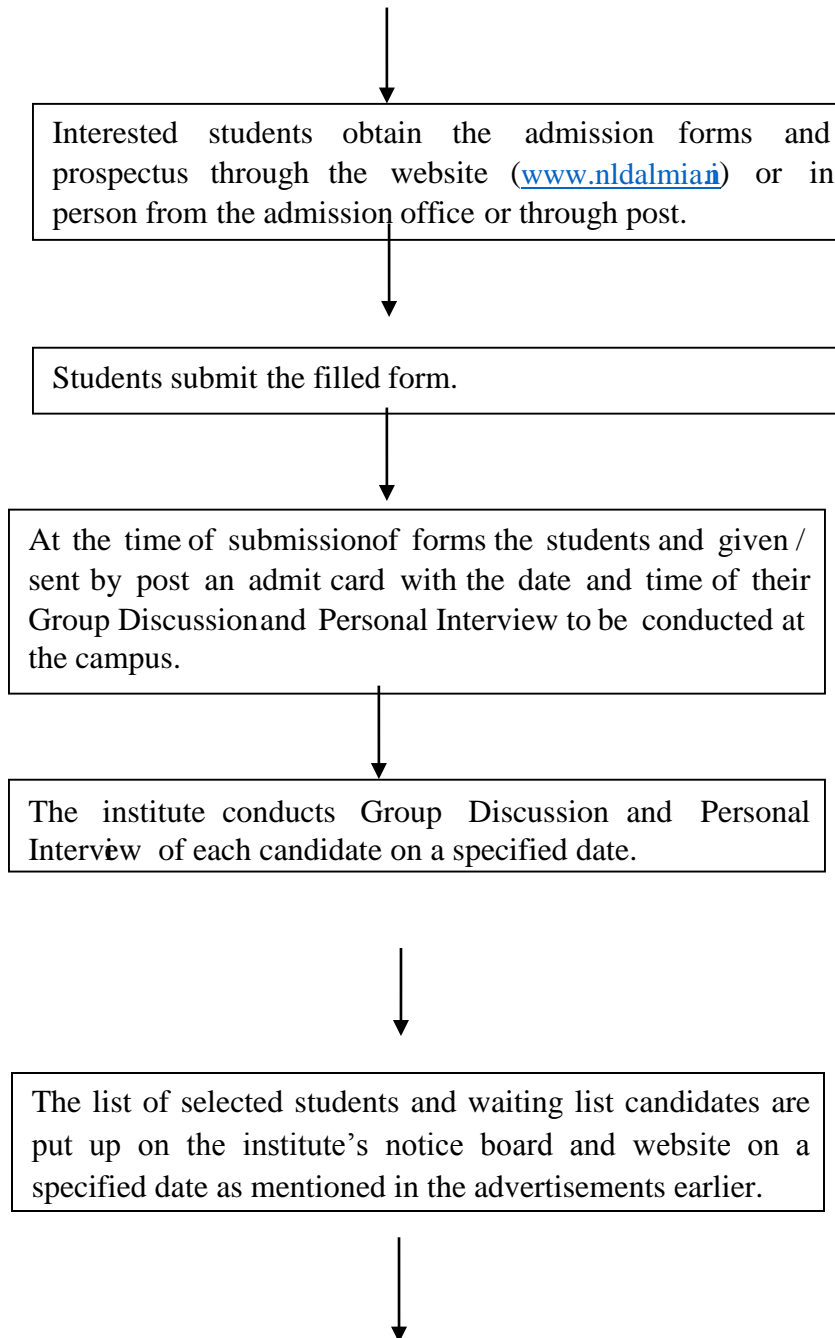 Interested students obtain the admission forms and
prospectus through the website (www.nldalmia.in) or in
person from the admission office or through post.
Students submit the filled form.
At the time of submissionof forms the students and given /
sent by post an admit card with the date and time of their
Group Discussionand Personal Interview to be conducted at
the campus.
The institute conducts Group Discussion and Personal
Interview of each candidate on a specified date.
The list of selected students and waiting list candidates are
put up on the institute’s notice board and website on a
specified date as mentioned in the advertisements earlier.